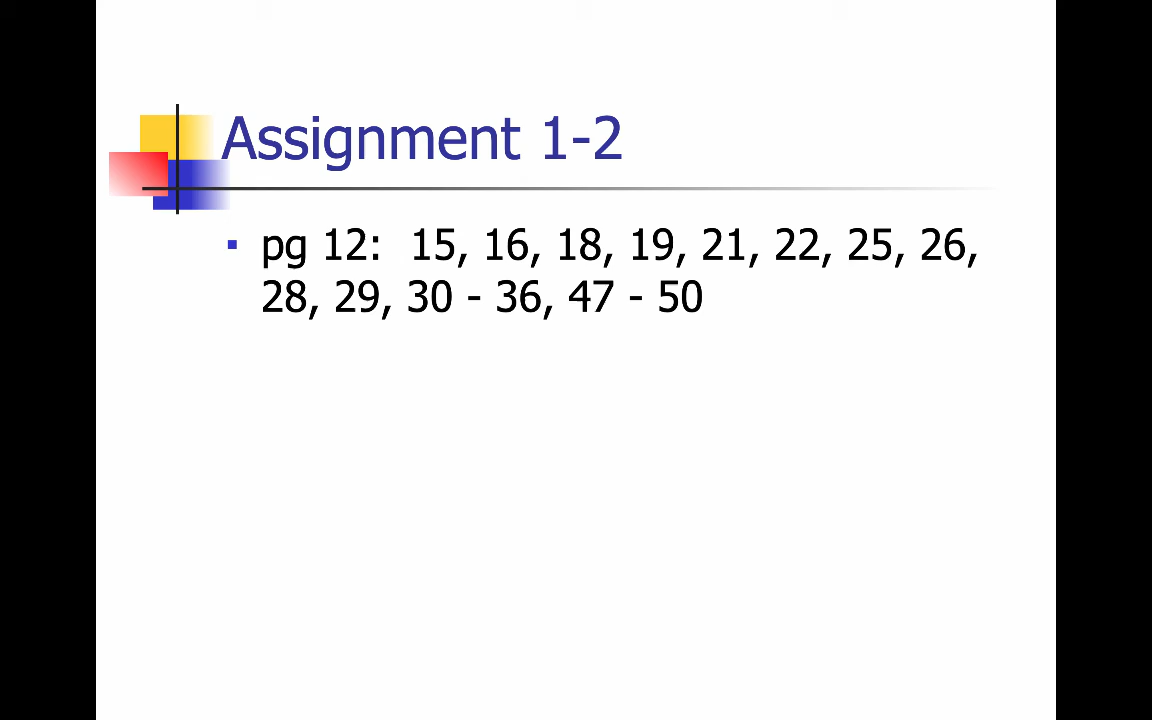 Assignment 1-2
pg 12:  15, 16, 18, 19, 21, 22, 25, 26,
28, 29, 30 - 36, 47 - 50